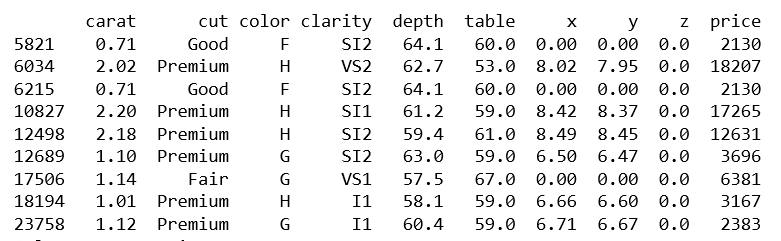 carat cut color clarity depth table x y z price
5821 0.71 Good F SI2 64.1 60.0 0.00 0.00 0.0 2130
6034 2.02 Premium H VS2 62.7 53.0 8.02 7.95 0.0 18207
6215 0.71 Good F SI2 64.1 60.0 0.00 0.00 0.0 2130
10827 2.20 Premium H SI1 61.2 59.0 8.42 8.37 0.0 17265
12498 2.18 Premium H SI2 59.4 61.0 8.49 8.45 0.0 12631
12689 1.10 Premium G SI2 63.0 59.0 6.50 6.47 0.0 3696
17506 1.14 Fair G VS1 57.5 67.0 0.00 0.00 0.0 6381
18194 1.01 Premium H I1 58.1 59.0 6.66 6.60 0.0 3167
23758 1.12 Premium G I1 60.4 59.0 6.71 6.67 0.0 2383